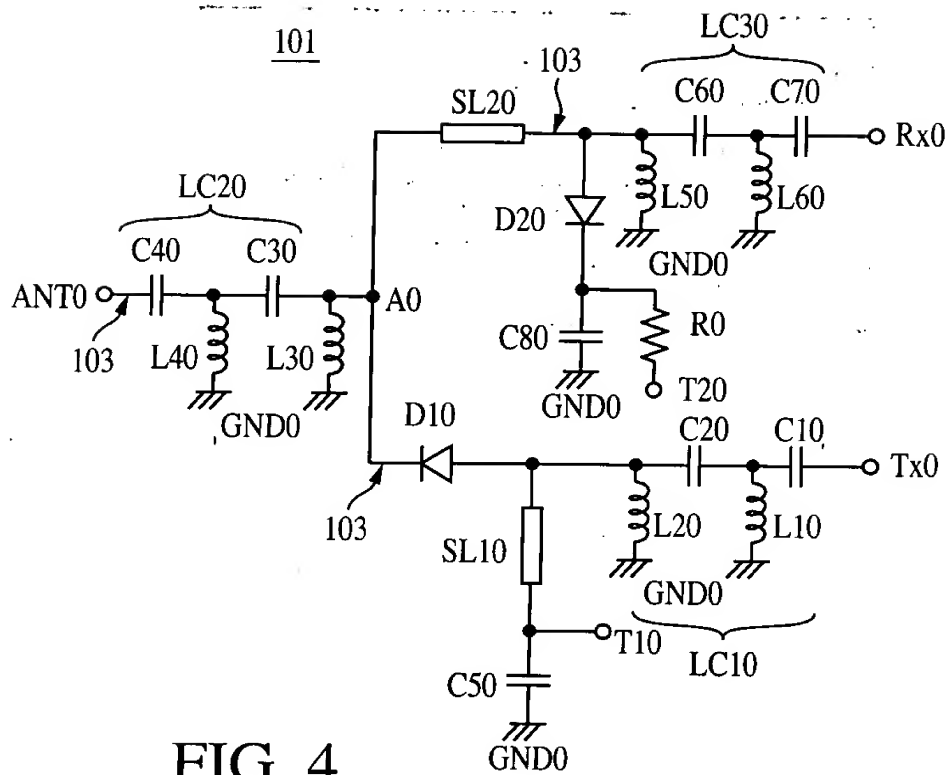 101
LC30
103
C60 C70
SL20
Rx0
LC20
D20
L50
L60
C40 C30
GND0
ANT0
A0
R0
C80
103
L40
L30
T20
GND0
GND0
D10
C20 C10
Tx0
103
L20
L10
SL10
GND0
T10
LC10
C50
GND0
FIG. 4